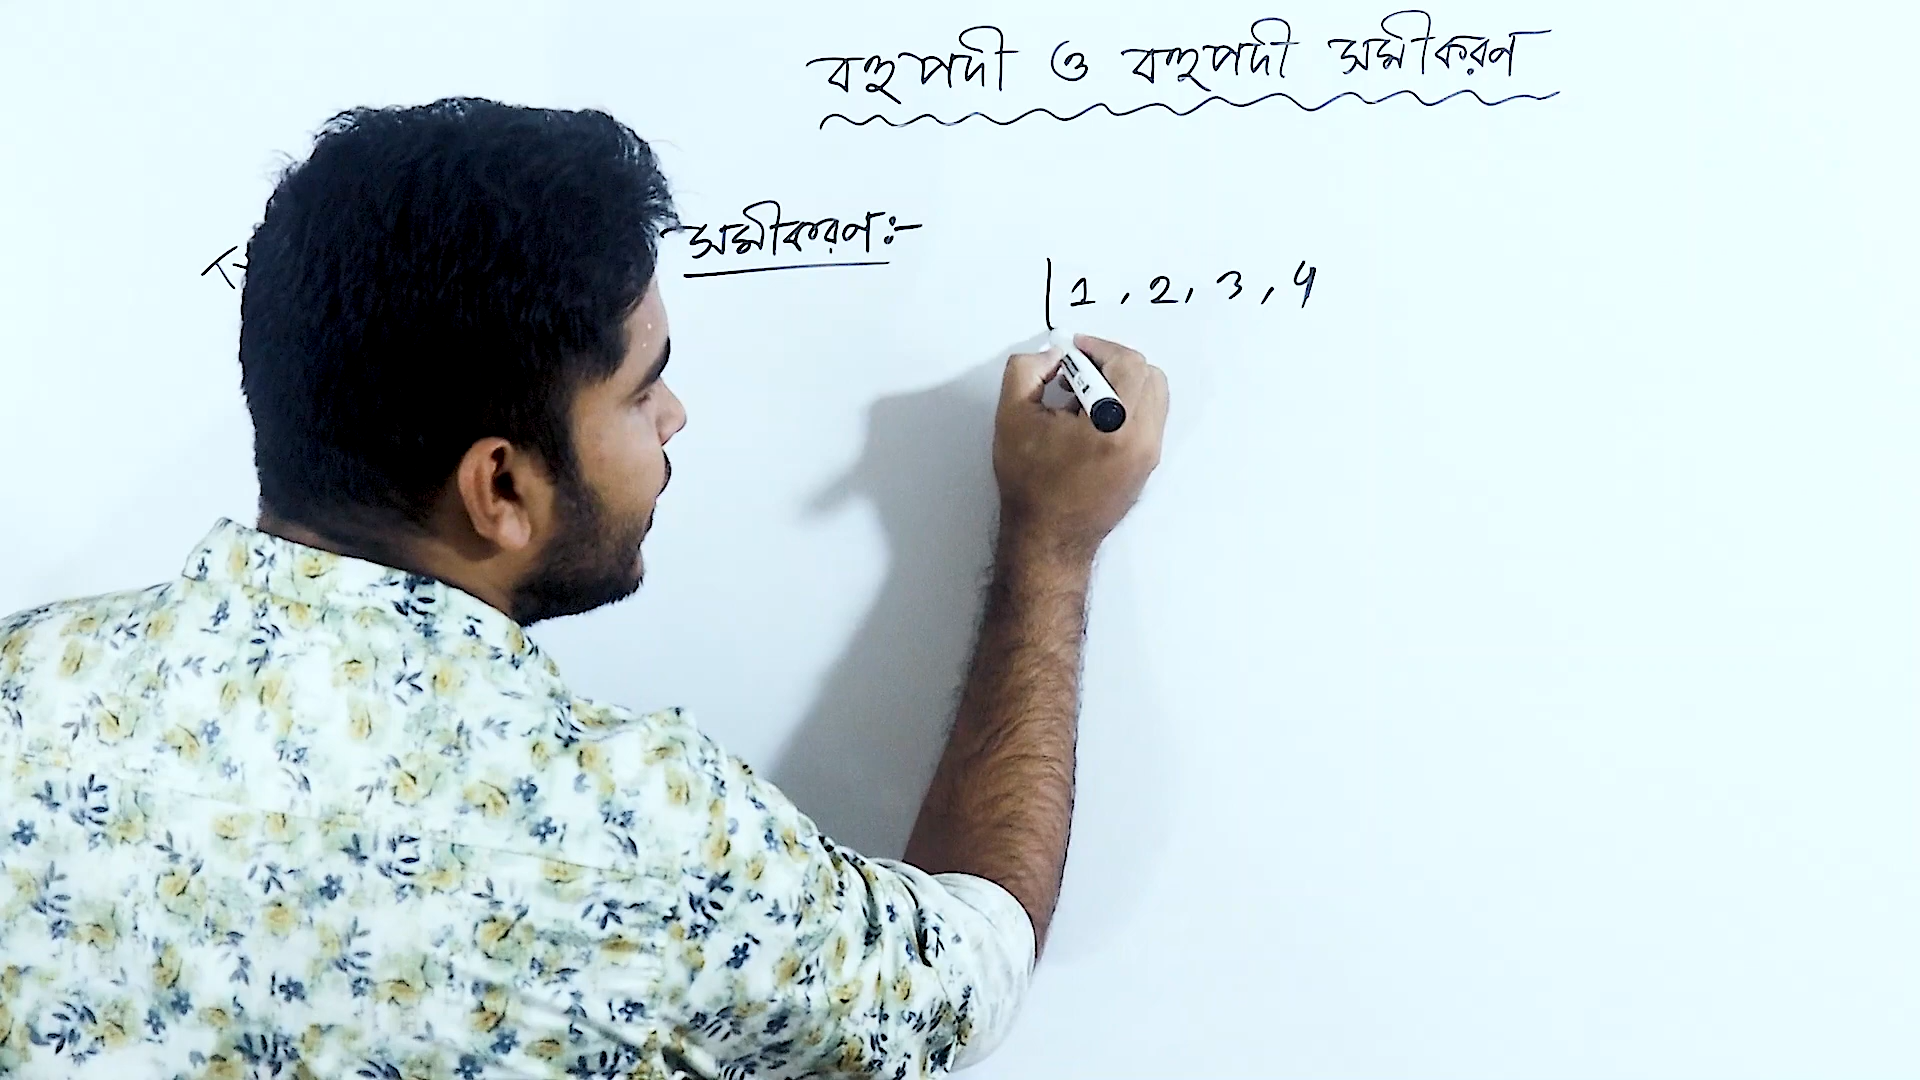 বহুপদী ও বহুপদী সমীকরণ
সমীকরণ:-
1, 2, 3, 4